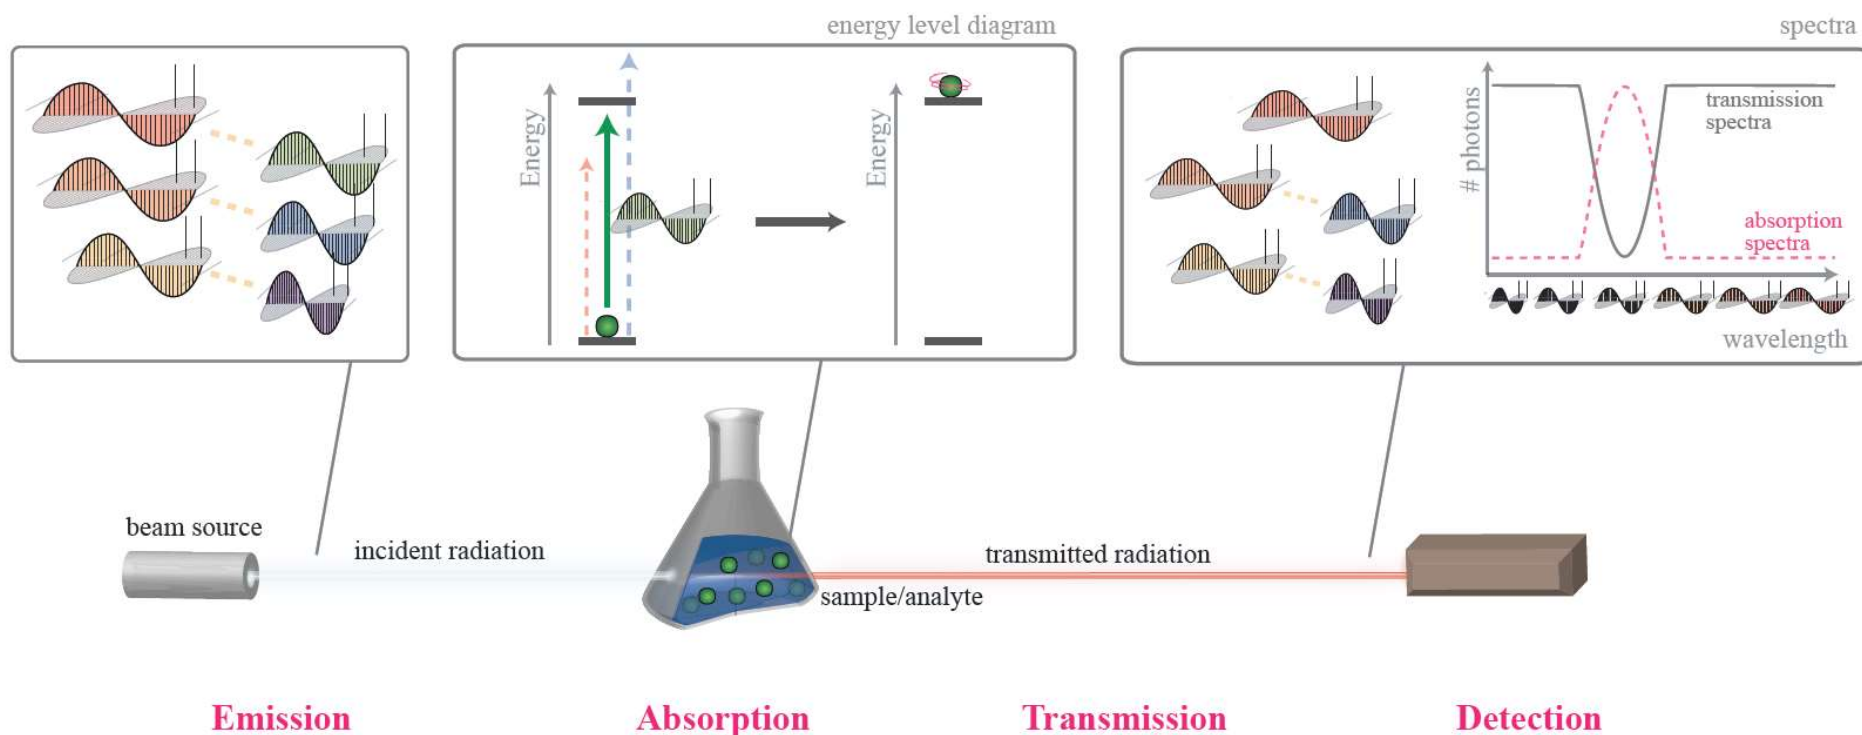 energy level diagram
spectra
Energy
Energy
# photons
transmission
spectra
absorption
spectra
wavelength
beam source
incident radiation
transmitted radiation
sample/analyte
Emission
Absorption
Transmission
Detection